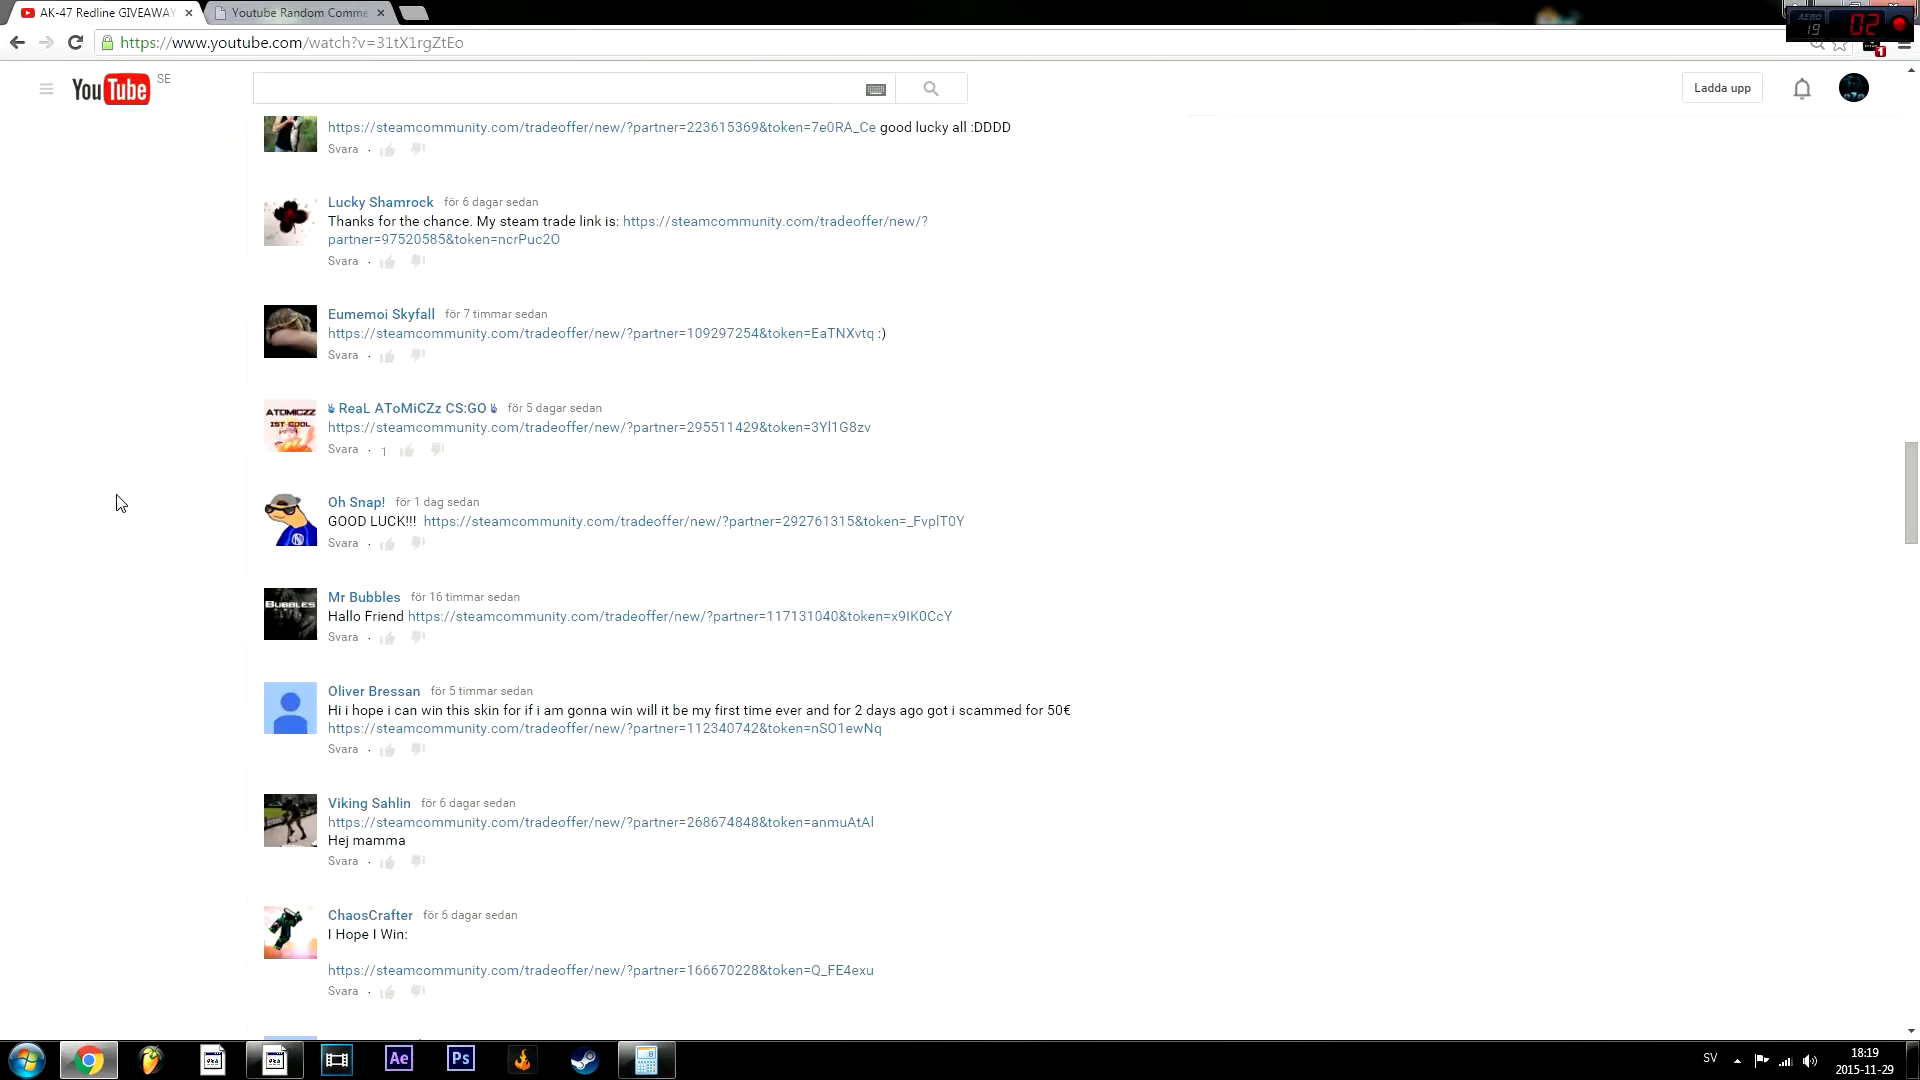 AK-47 Redline GIVEAWAY
Youtube Random Comme
AERO
19
02
https://www.youtube.com/watch?v=31tX1rgZtEo
1
YouTube
SE
Ladda upp
https://steamcommunity.com/tradeoffer/new/?partner=223615369&token=7e0RA_Ce good lucky all :DDDD
Svara ·
Lucky Shamrock för 6 dagar sedan
Thanks for the chance. My steam trade link is: https://steamcommunity.com/tradeoffer/new/?
partner=97520585&token=ncrPuc2O
Svara ·
Eumemoi Skyfall för 7 timmar sedan
https://steamcommunity.com/tradeoffer/new/?partner=109297254&token=EaTNXvtq :)
Svara ·
ATOMICZZ
IST COOL
ReaL AToMiCZz CS:GO för 5 dagar sedan
https://steamcommunity.com/tradeoffer/new/?partner=295511429&token=3Yl1G8zv
Svara · 1
Oh Snap! för 1 dag sedan
GOOD LUCK!!! https://steamcommunity.com/tradeoffer/new/?partner=292761315&token=_FvplT0Y
Svara ·
BUBBLES
Mr Bubbles för 16 timmar sedan
Hallo Friend https://steamcommunity.com/tradeoffer/new/?partner=117131040&token=x9IK0CcY
Svara ·
Oliver Bressan för 5 timmar sedan
Hi i hope i can win this skin for if i am gonna win will it be my first time ever and for 2 days ago got i scammed for 50€
https://steamcommunity.com/tradeoffer/new/?partner=112340742&token=nSO1ewNq
Svara ·
Viking Sahlin för 6 dagar sedan
https://steamcommunity.com/tradeoffer/new/?partner=268674848&token=anmuAtAl
Hej mamma
Svara ·
ChaosCrafter för 5 dagar sedan
I Hope I Win:
https://steamcommunity.com/tradeoffer/new/?partner=166670228&token=Q_FE4exu
Svara ·
Ae
Ps
SV
18:19
2015-11-29